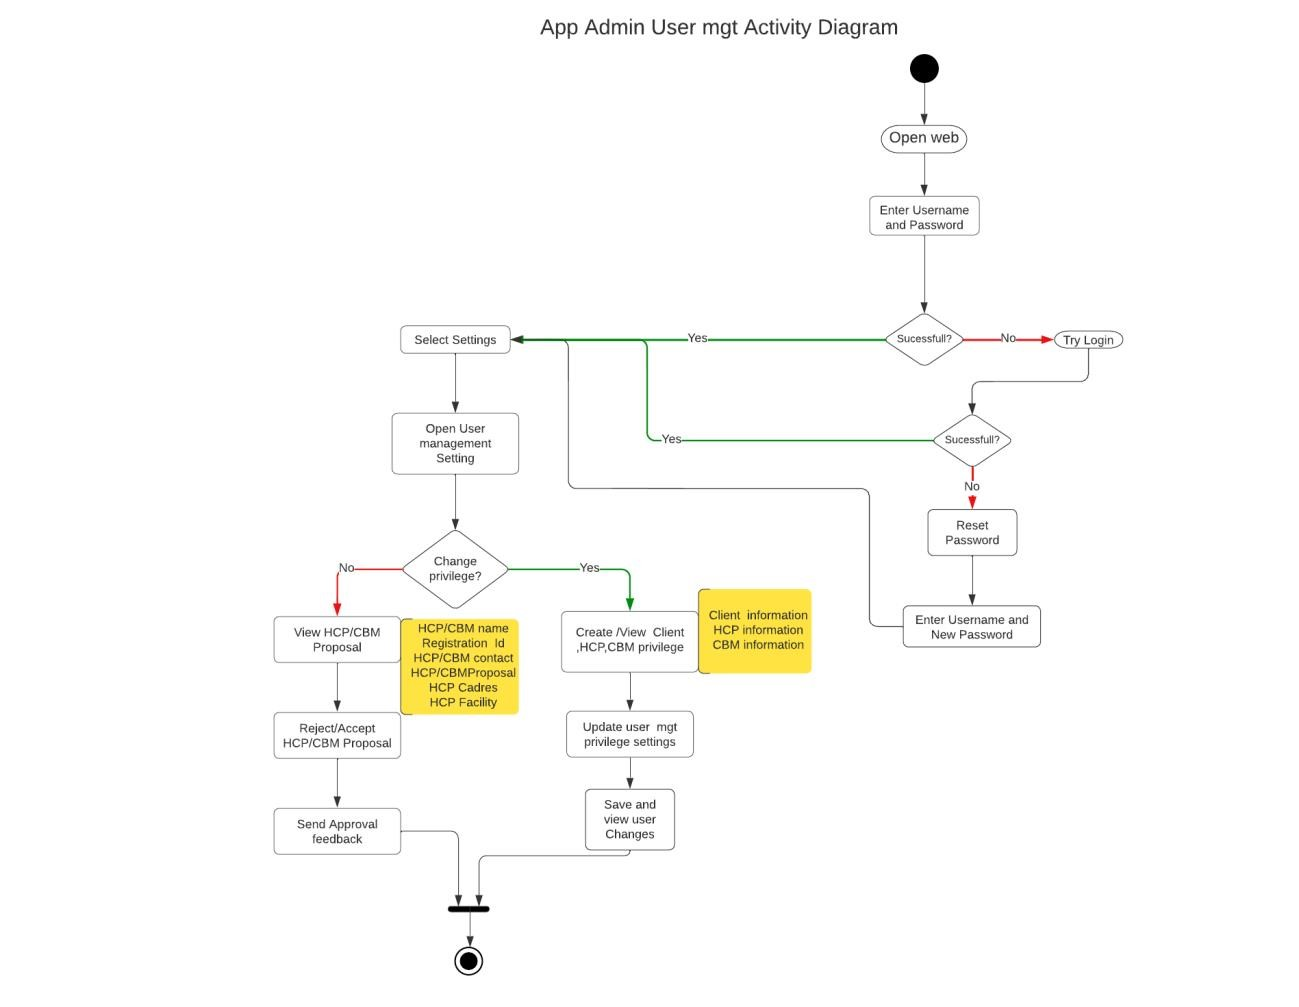 App Admin User mgt Activity Diagram
Open web
Enter Username
and Password
Sucessfull?
Yes
No
Select Settings
Try Login
Open User
management
Setting
Sucessfull?
Yes
No
Reset
Password
Enter Username and
New Password
Change
privilege?
No
Yes
View HCP/CBM
Proposal
HCP/CBM name
Registration  Id
HCP/CBM contact
HCP/CBMProposal
HCP Cadres
HCP Facility
Create /View  Client
,HCP,CBM privilege
Client  information
HCP information
CBM information
Reject/Accept
HCP/CBM Proposal
Update user  mgt
privilege settings
Send Approval
feedback
Save and
view user
Changes